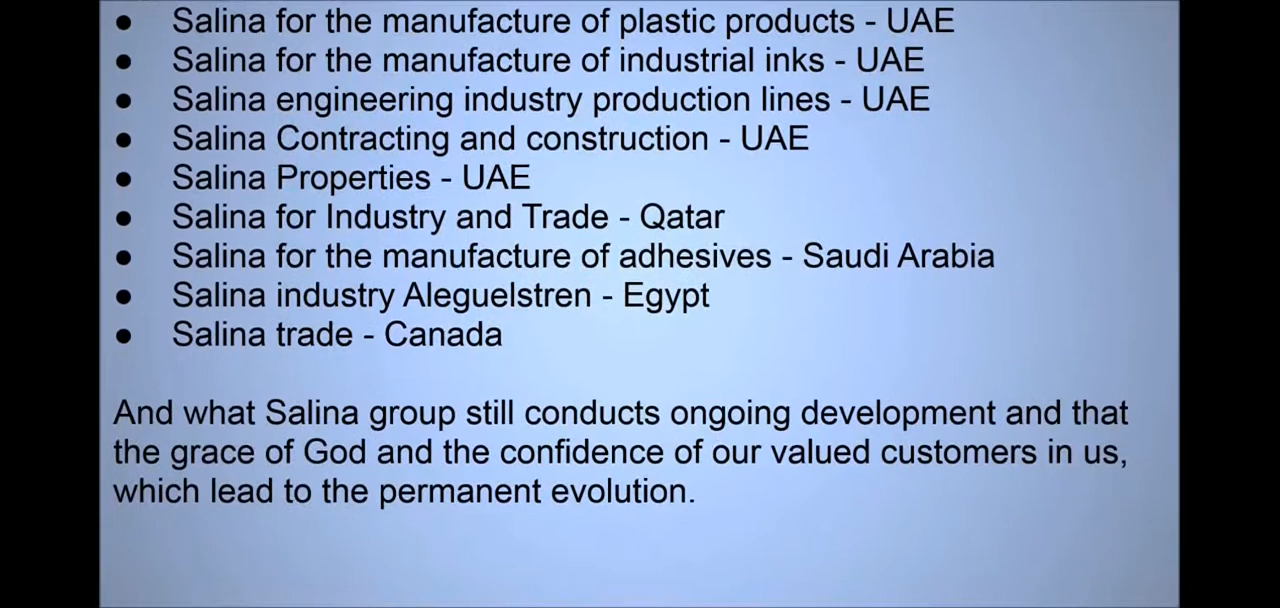 ● Salina for the manufacture of plastic products - UAE
● Salina for the manufacture of industrial inks - UAE
● Salina engineering industry production lines - UAE
● Salina Contracting and construction - UAE
● Salina Properties - UAE
● Salina for Industry and Trade - Qatar
● Salina for the manufacture of adhesives - Saudi Arabia
● Salina industry Aleguelstren - Egypt
● Salina trade - Canada
And what Salina group still conducts ongoing development and that
the grace of God and the confidence of our valued customers in us,
which lead to the permanent evolution.